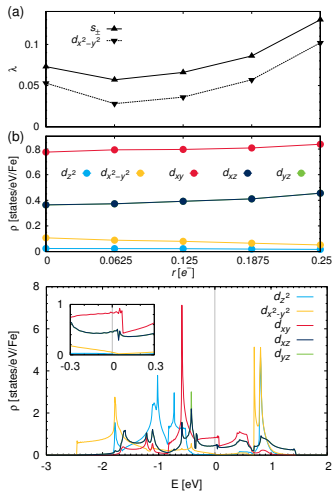 (a)
s±
dx²−y²
0.1
0.05
0
λ
(b)
0.8
0.6
0.4
0.2
0
ρ [states/eV/Fe]
dz² dx²−y² dxy dxz dyz
0 0.0625 0.125 0.1875 0.25
r [e⁻]
8
6
4
2
0
ρ [states/eV/Fe]
1
0
-0.3 0 0.3
dz²
dx²−y²
dxy
dxz
dyz
-3 -2 -1 0 1 2
E [eV]